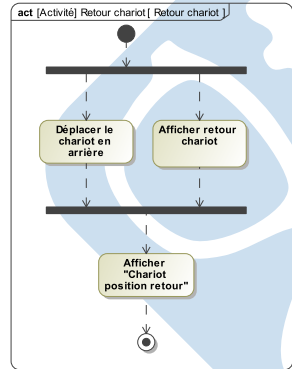 act [Activité] Retour chariot [ Retour chariot ]
Déplacer le
chariot en
arrière
Afficher retour
chariot
Afficher
"Chariot
position retour"